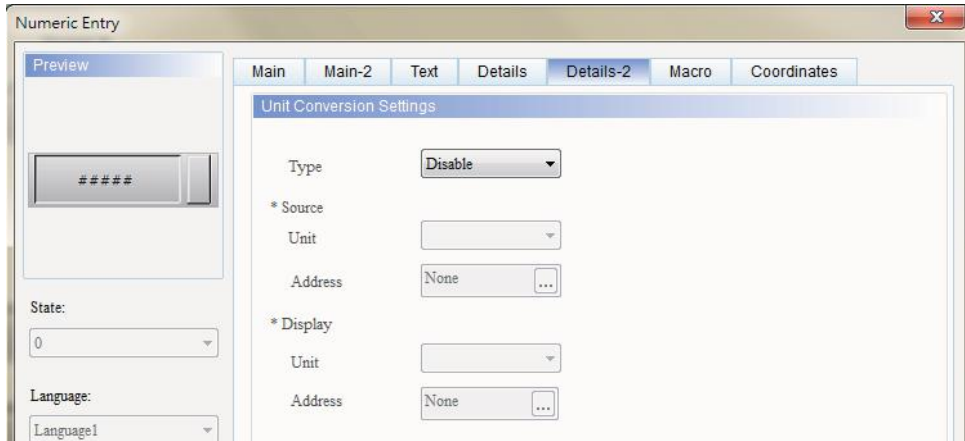 Numeric Entry
Preview
#####
State:
0
Language:
Language1
Main Main-2 Text Details Details-2 Macro Coordinates
Unit Conversion Settings
Type Disable
* Source
Unit
Address None ...
* Display
Unit
Address None ...